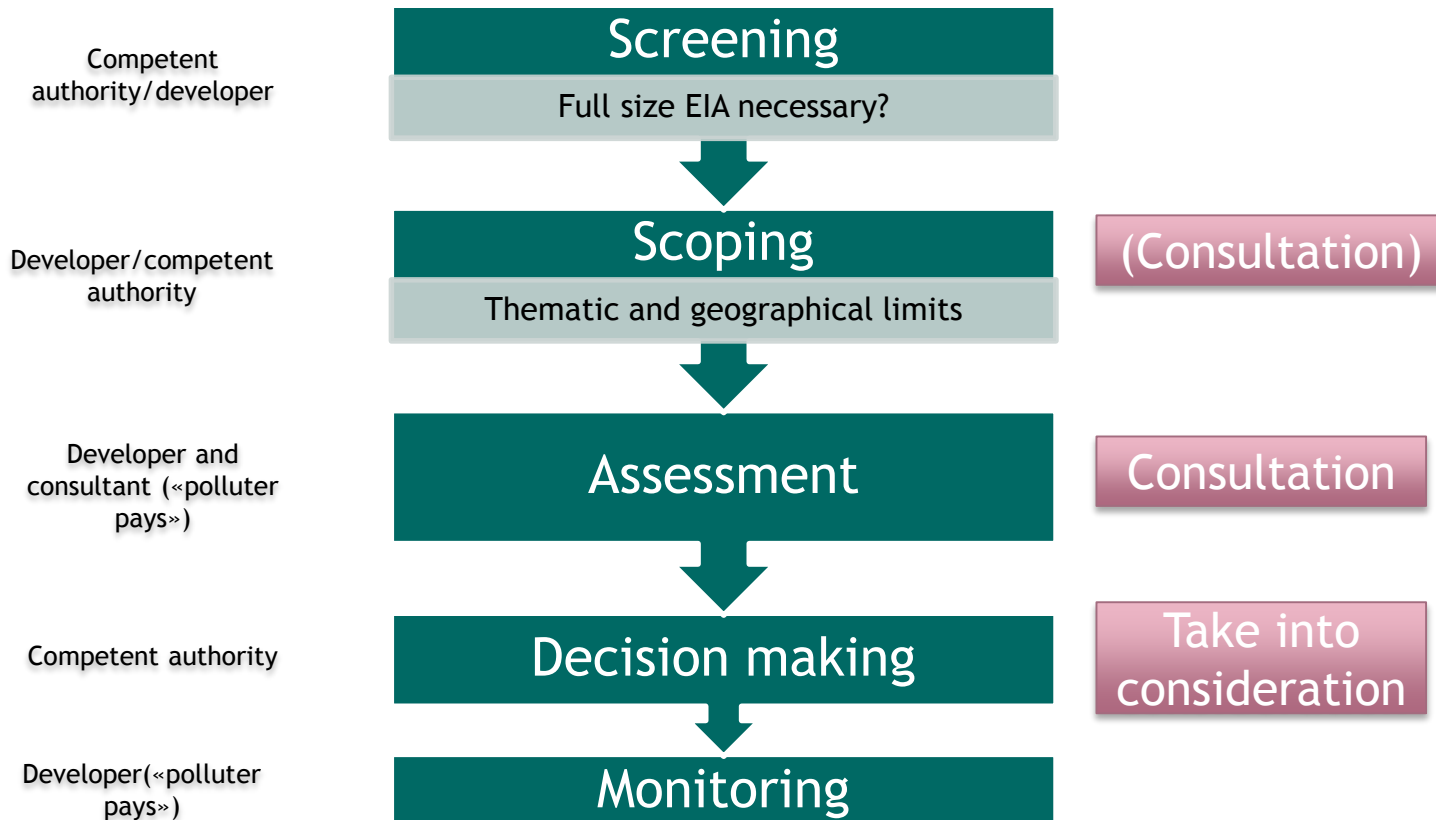 Competent
authority/developer
Screening
Full size EIA necessary?
Developer/competent
authority
Scoping
Thematic and geographical limits
(Consultation)
Developer and
consultant («polluter
pays»)
Assessment
Consultation
Competent authority
Decision making
Take into
consideration
Developer(«polluter
pays»)
Monitoring